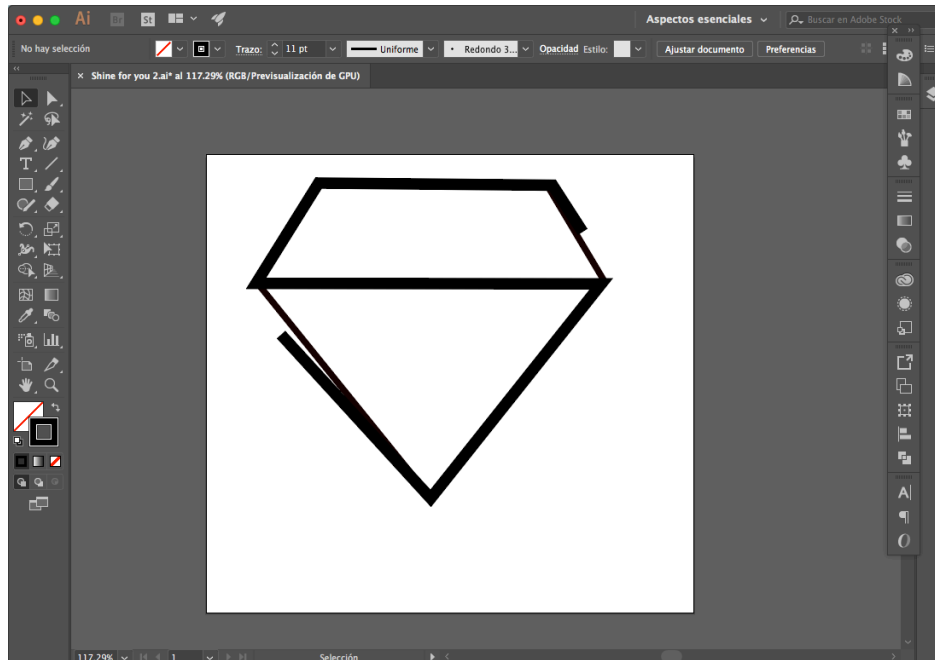 Ai Br St Aspectos esenciales Buscar en Adobe Stock
No hay selección Trazo: 11 pt Uniforme Redondo 3... Opacidad Estilo: Ajustar documento Preferencias
× Shine for you 2.ai* al 117.29% (RGB/Previsualización de GPU)
117.29% 1 Selección